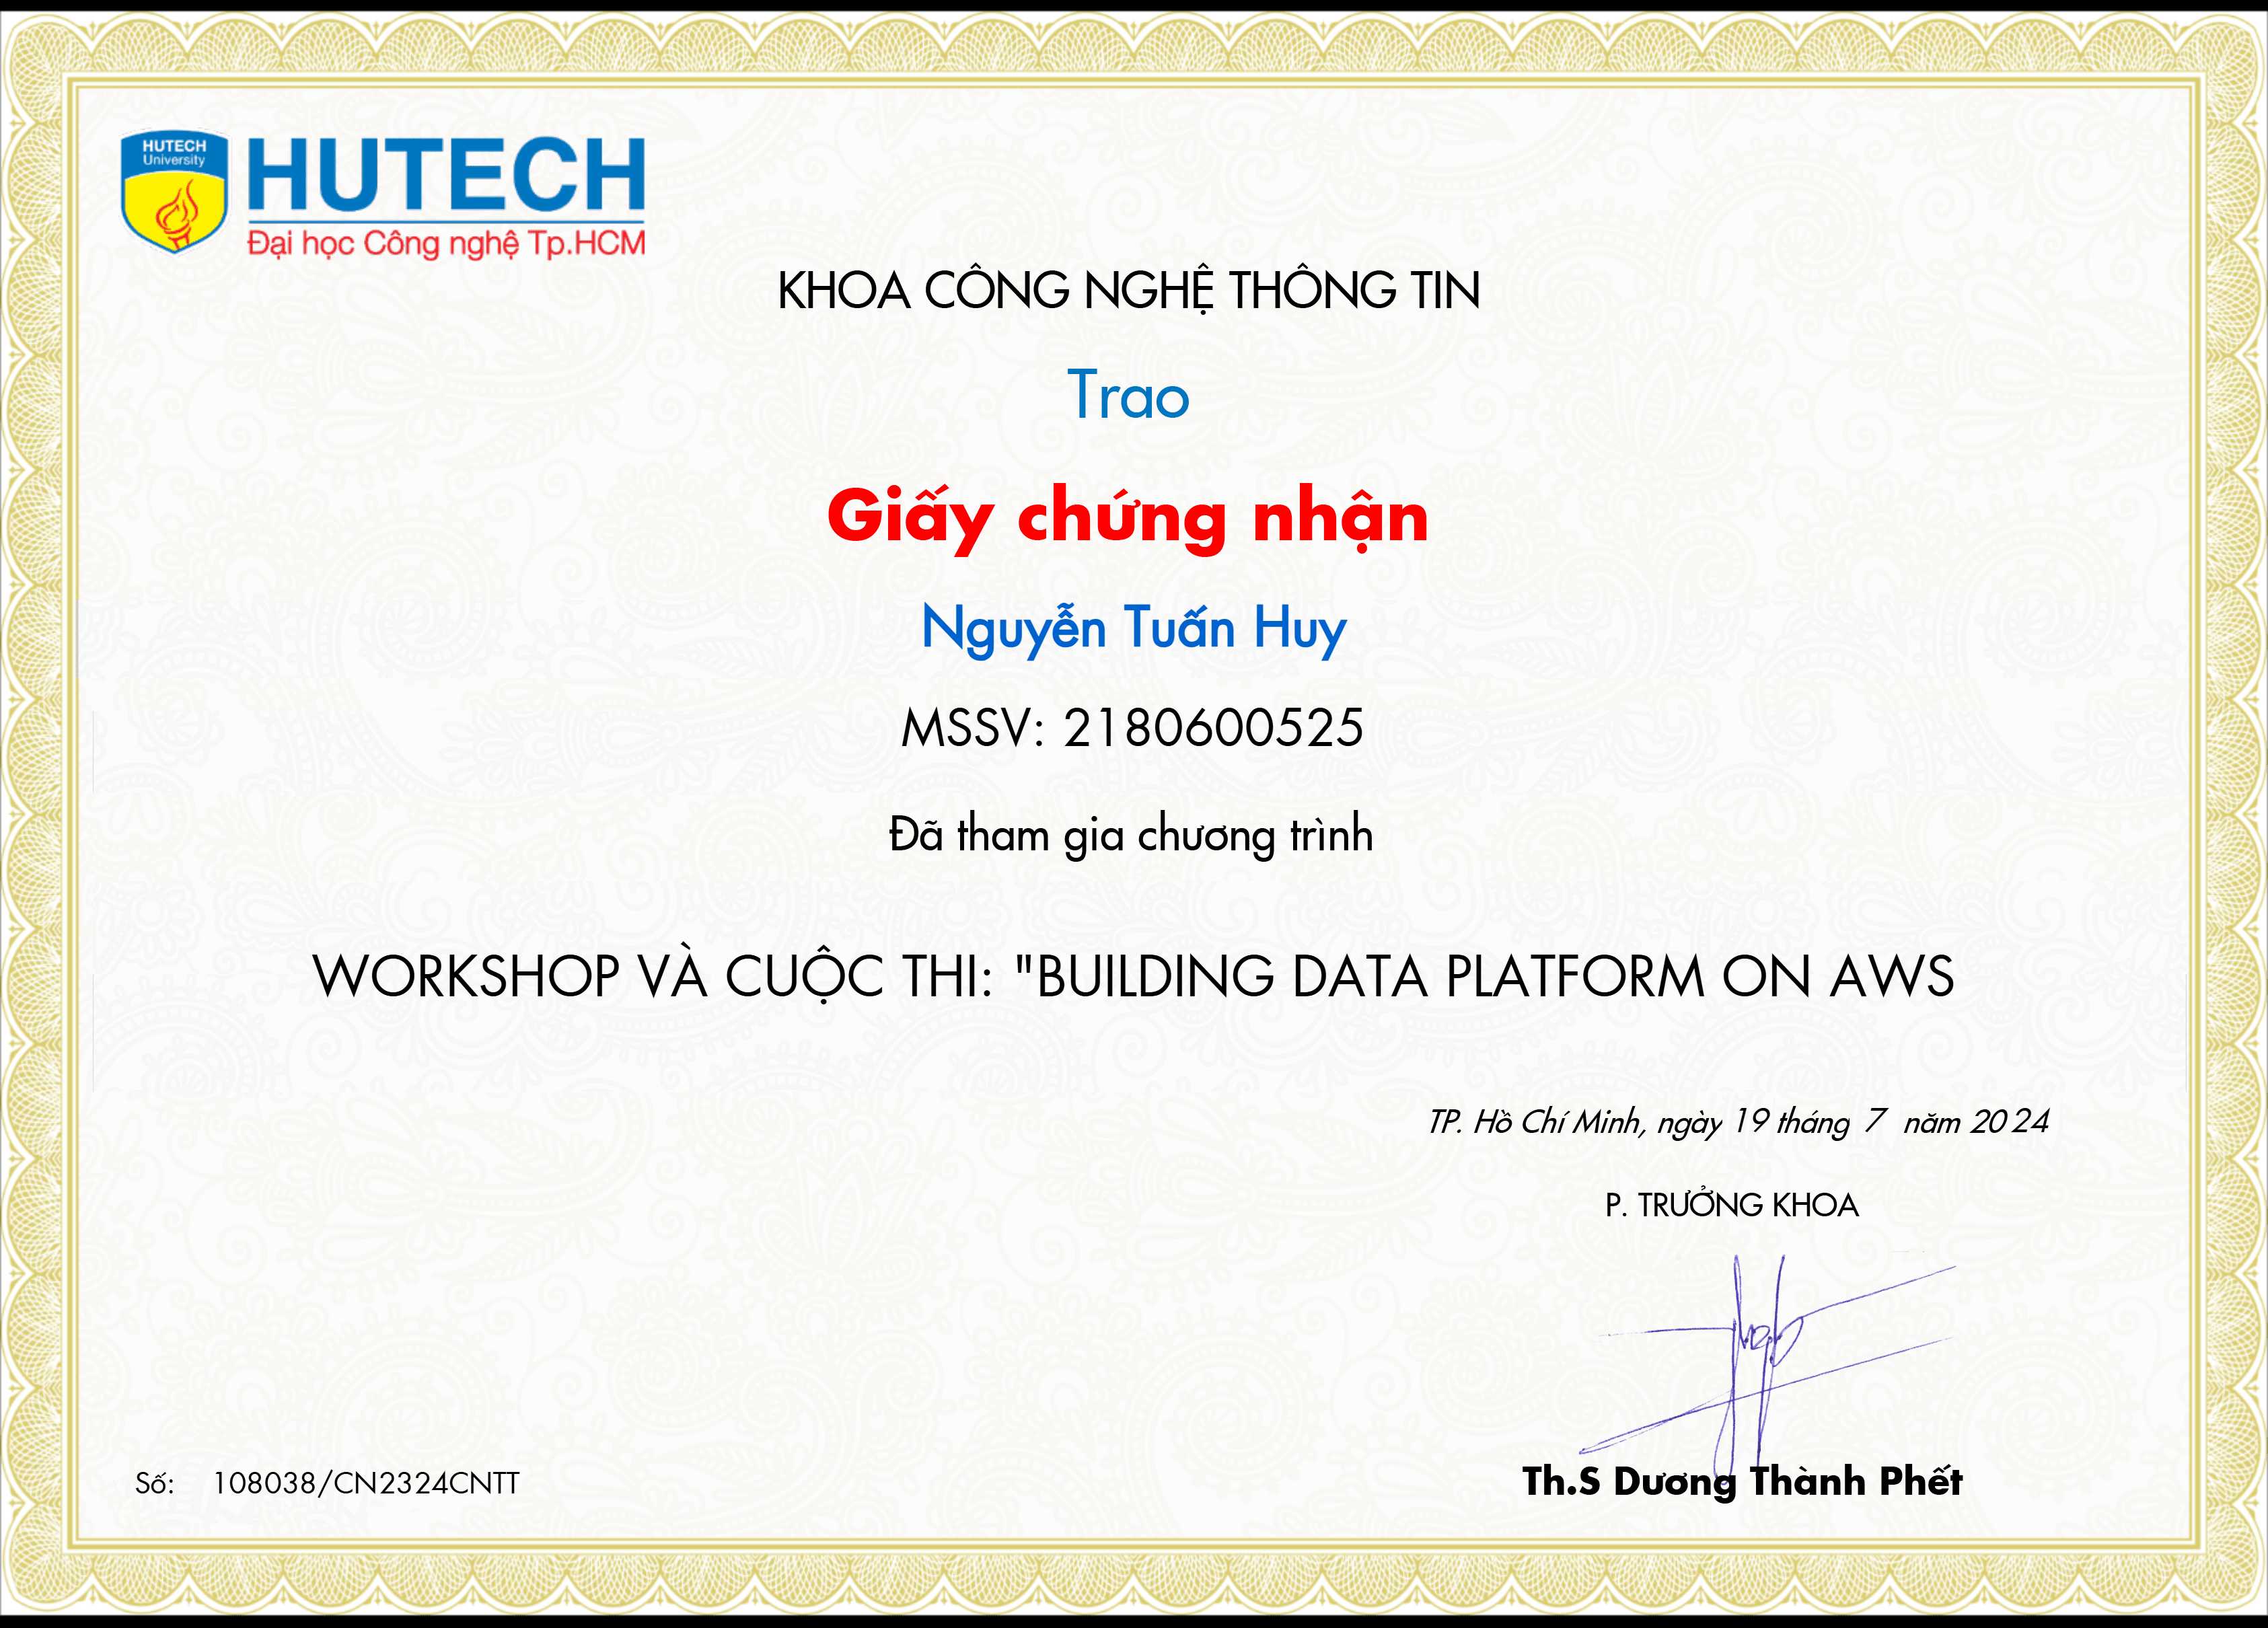 HUTECH
University
HUTECH
Đại học Công nghệ Tp.HCM
KHOA CÔNG NGHỆ THÔNG TIN
Trao
Giấy chứng nhận
Nguyễn Tuấn Huy
MSSV: 2180600525
Đã tham gia chương trình
WORKSHOP VÀ CUỘC THI: "BUILDING DATA PLATFORM ON AWS
TP. Hồ Chí Minh, ngày 19 tháng 7 năm 2024
P. TRƯỞNG KHOA
Th.S Dương Thành Phết
Số: 108038/CN2324CNTT